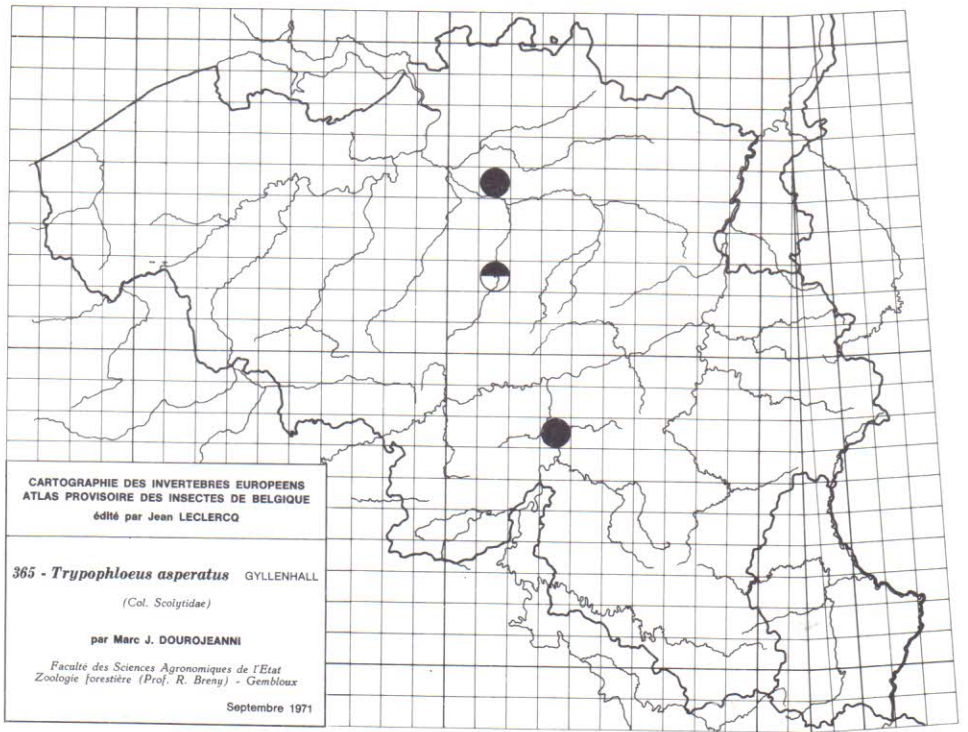 CARTOGRAPHIE DES INVERTEBRES EUROPEENS
ATLAS PROVISOIRE DES INSECTES DE BELGIQUE
édité par Jean LECLERCQ
365 - Trypophloeus asperatus GYLLENHALL
(Col. Scolytidae)
par Marc J. DOUROJEANNI
Faculté des Sciences Agronomiques de l'Etat
Zoologie forestière (Prof. R. Breny) - Gembloux
Septembre 1971